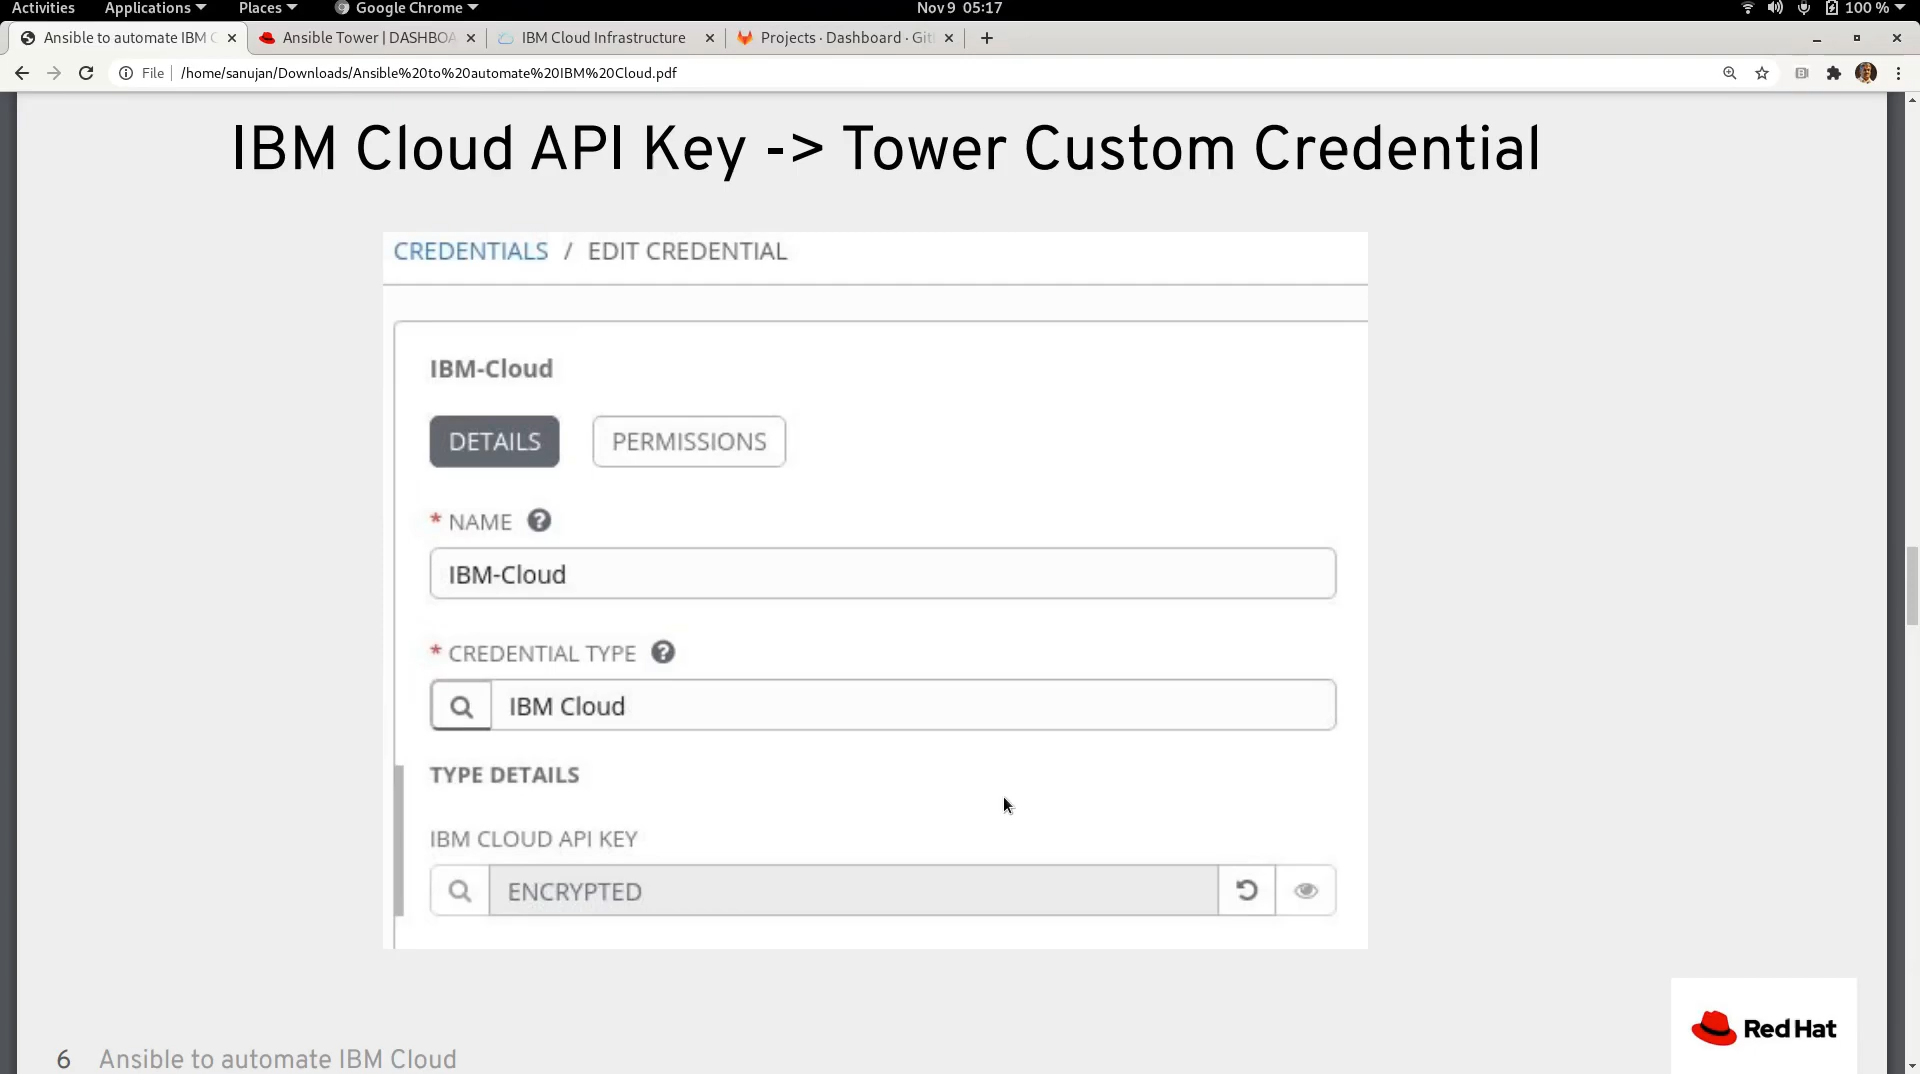 Activities Applications Places Google Chrome Nov 9 05:17 100 %
Ansible to automate IBM C Ansible Tower | DASHBOA IBM Cloud Infrastructure Projects · Dashboard · Git
File /home/sanujan/Downloads/Ansible%20to%20automate%20IBM%20Cloud.pdf
IBM Cloud API Key -> Tower Custom Credential
CREDENTIALS / EDIT CREDENTIAL
IBM-Cloud
DETAILS PERMISSIONS
* NAME ?
IBM-Cloud
* CREDENTIAL TYPE ?
IBM Cloud
TYPE DETAILS
IBM CLOUD API KEY
ENCRYPTED
Red Hat
6 Ansible to automate IBM Cloud